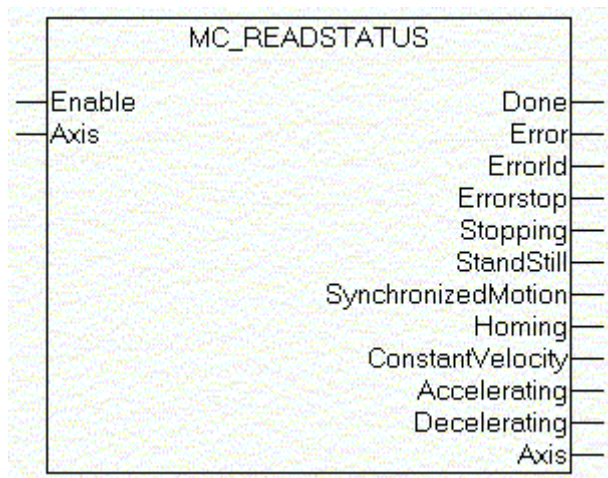 MC_READSTATUS
Enable Done
Axis Error
ErrorId
Errorstop
Stopping
StandStill
SynchronizedMotion
Homing
ConstantVelocity
Accelerating
Decelerating
Axis